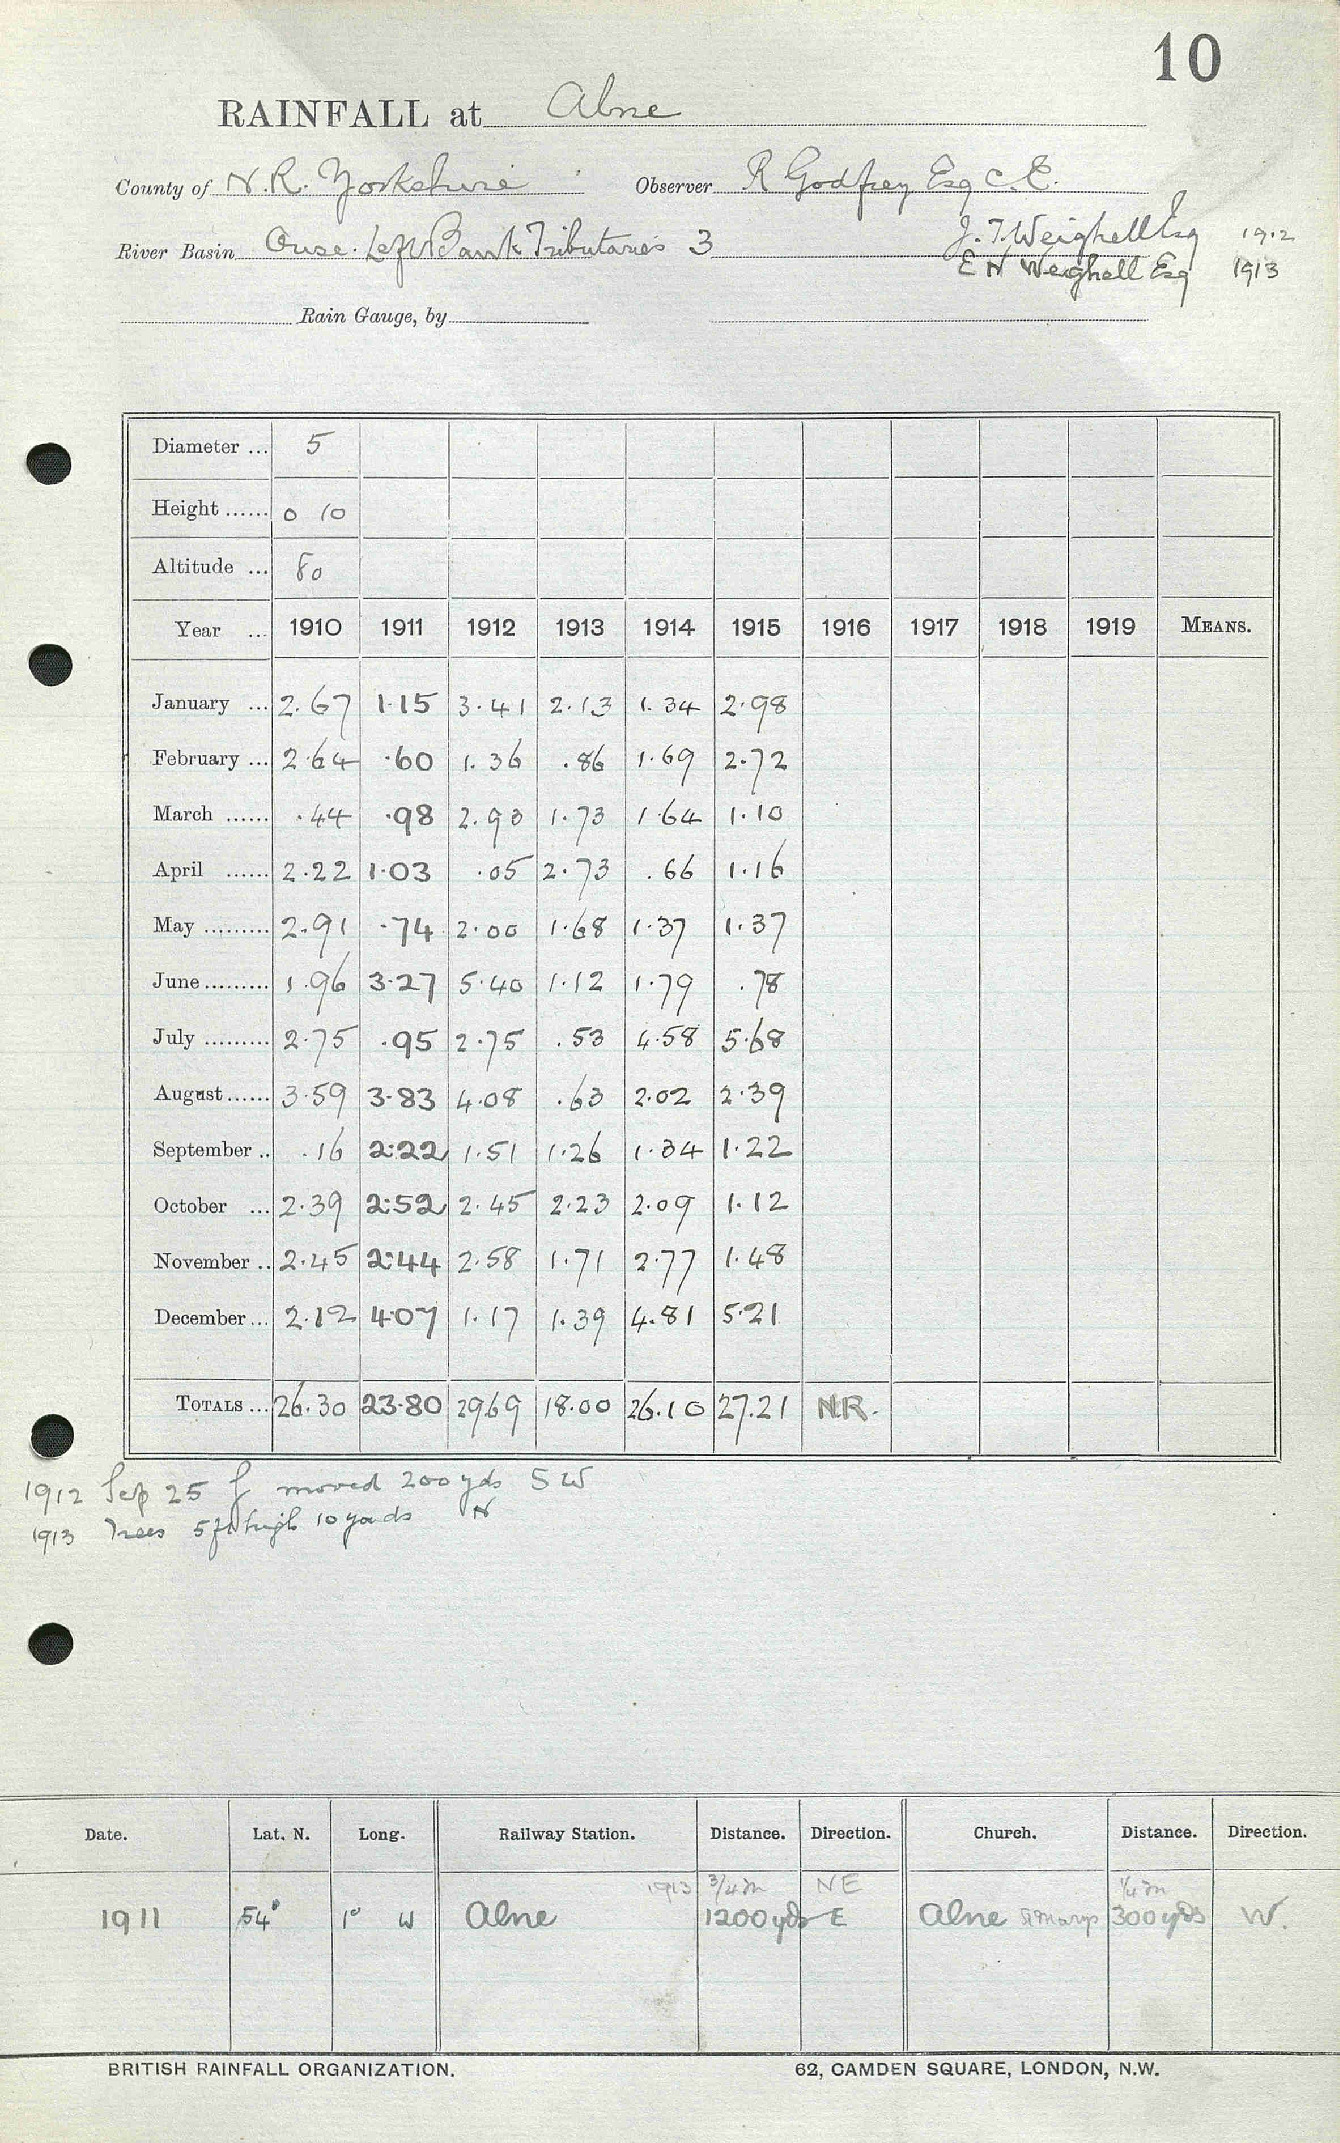 10
RAINFALL at Alne
County of N.R. Yorkshire Observer R Godfrey Esq C.E.
River Basin Ouse. Left Bank Tributaries 3 J. T. Weighell Esq 1912
E N Weighell Esq 1913
Rain Gauge, by
Diameter ... 5
Height ...... 0 10
Altitude ... 80
Year ... 1910 1911 1912 1913 1914 1915 1916 1917 1918 1919 MEANS.
January ... 2.67 1.15 3.41 2.13 1.34 2.98
February ... 2.64 .60 1.36 .86 1.69 2.72
March ...... .44 .98 2.93 1.73 1.64 1.10
April ...... 2.22 1.03 .05 2.73 .66 1.16
May ......... 2.91 .74 2.00 1.68 1.37 1.37
June ......... 1.96 3.27 5.40 1.12 1.79 .78
July ......... 2.75 .95 2.75 .53 4.58 5.68
August ...... 3.59 3.83 4.08 .63 2.02 2.39
September .. .16 2.22 1.51 1.26 1.34 1.22
October ... 2.39 2.52 2.45 2.23 2.09 1.12
November .. 2.45 2.44 2.58 1.71 2.77 1.48
December ... 2.12 4.07 1.17 1.39 4.81 5.21
TOTALS ... 26.30 23.80 29.69 18.00 26.10 27.21 N.R.
1912 Sep 25 g moved 200 yds S W
1913 Trees 5 ft high 10 yards N
Date. Lat. N. Long. Railway Station. Distance. Direction. Church. Distance. Direction.
1913 3/4 m NE 1/4 m
1911 54° 1° W Alne 1200 yds E Alne St Marys 300 yds W.
BRITISH RAINFALL ORGANIZATION. 62, CAMDEN SQUARE, LONDON, N.W.